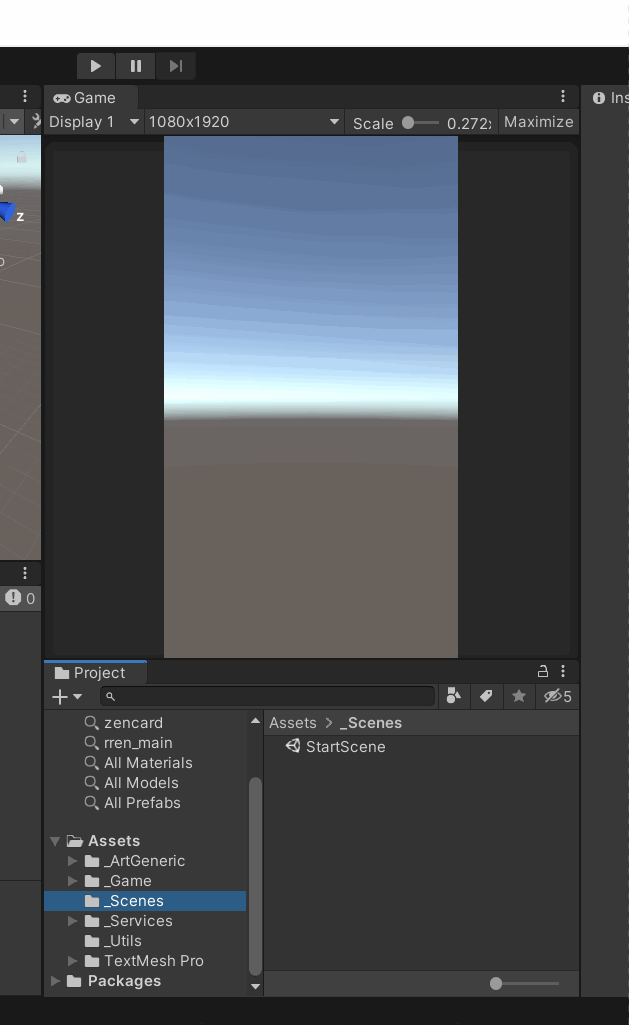 Game
Ins
Display 1
1080x1920
Scale
0.272
Maximize
z
0
Project
5
zencard
rren_main
All Materials
All Models
All Prefabs
Assets
_ArtGeneric
_Game
_Scenes
_Services
_Utils
TextMesh Pro
Packages
Assets > _Scenes
StartScene